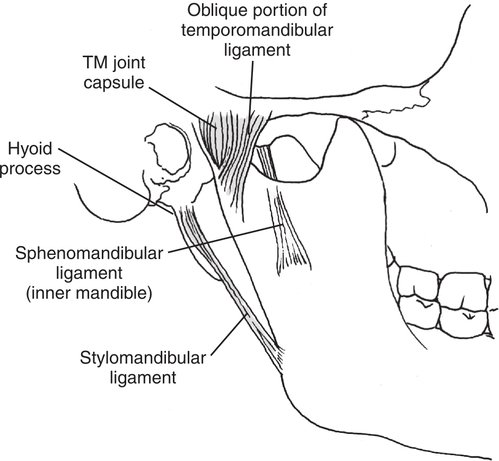 Oblique portion of
temporomandibular
ligament
TM joint
capsule
Hyoid
process
Sphenomandibular
ligament
(inner mandible)
Stylomandibular
ligament